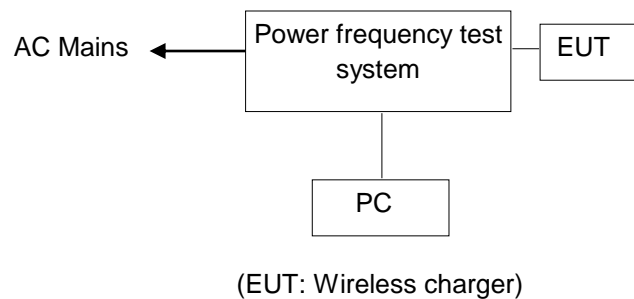 AC Mains
Power frequency test
system
EUT
PC
(EUT: Wireless charger)